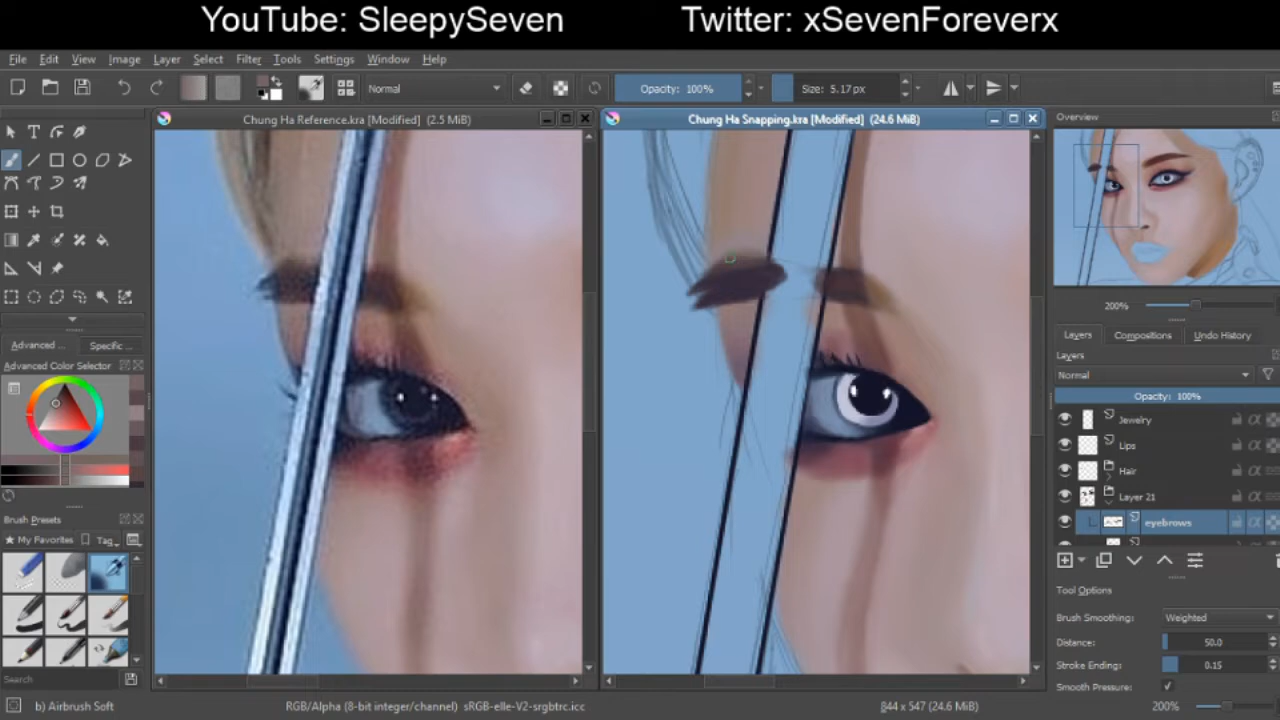 YouTube: SleepySeven Twitter: xSevenForeverx
File Edit View Image Layer Select Filter Tools Settings Window Help
Normal Opacity: 100% Size: 5.17 px
Chung Ha Reference.kra [Modified] (2.5 MiB) Chung Ha Snapping.kra [Modified] (24.6 MiB) Overview
200%
Advanced ... Specific ... Layers Compositions Undo History
Advanced Color Selector Layers
Normal
Opacity: 100%
Jewelry
Lips
Hair
Layer 21
Brush Presets eyebrows
My Favorites Tag
Tool Options
Brush Smoothing: Weighted
Distance: 50.0
Stroke Ending: 0.15
Search Smooth Pressure:
b) Airbrush Soft RGB/Alpha (8-bit integer/channel) sRGB-elle-V2-srgbtrc.icc 844 x 547 (24.6 MiB) 200%